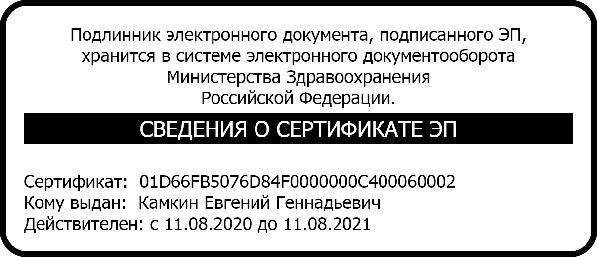 Подлинник электронного документа, подписанного ЭП,
хранится в системе электронного документооборота
Министерства Здравоохранения
Российской Федерации.
СВЕДЕНИЯ О СЕРТИФИКАТЕ ЭП
Сертификат: 01D66FB5076D84F0000000C400060002
Кому выдан: Камкин Евгений Геннадьевич
Действителен: с 11.08.2020 до 11.08.2021